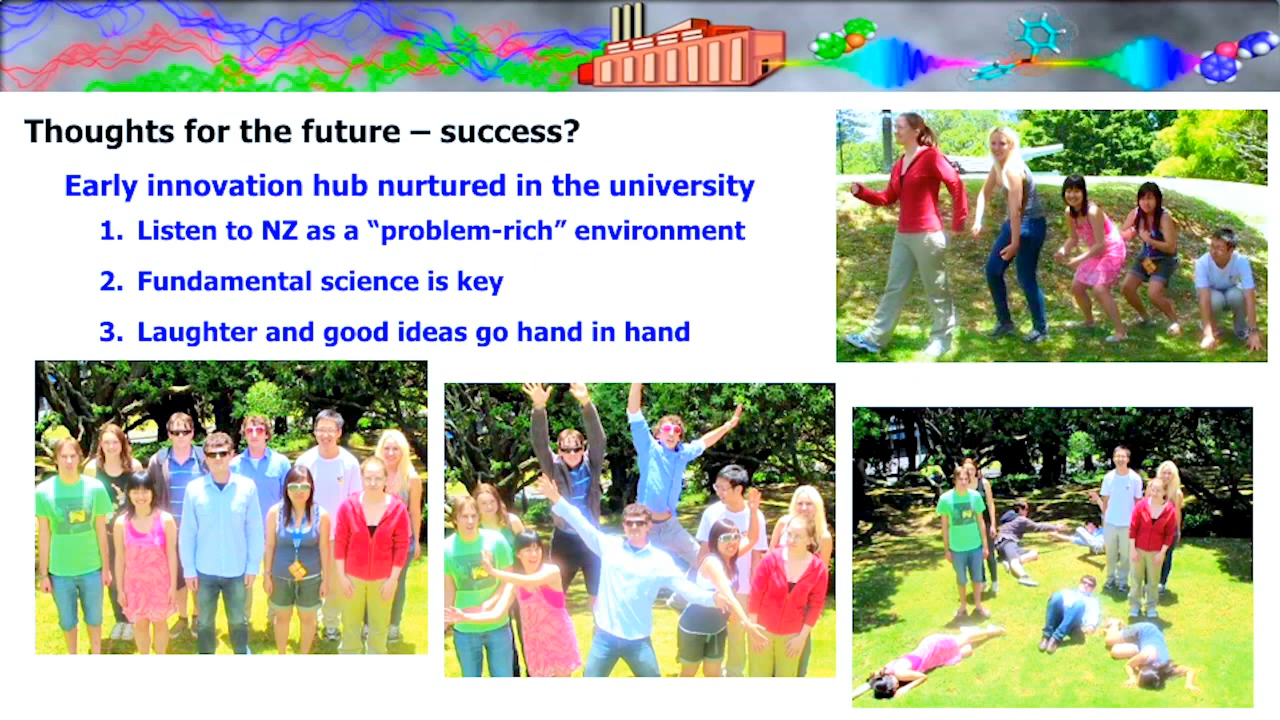 Thoughts for the future – success?
Early innovation hub nurtured in the university
1. Listen to NZ as a “problem-rich” environment
2. Fundamental science is key
3. Laughter and good ideas go hand in hand